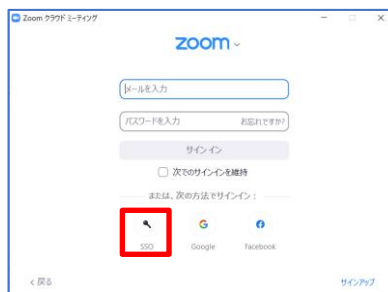 Zoom クラウド ミーティング
zoom
メールを入力
パスワードを入力 お忘れですか?
サインイン
次でのサインインを維持
または、次の方法でサインイン：
SSO Google Facebook
< 戻る サインアップ